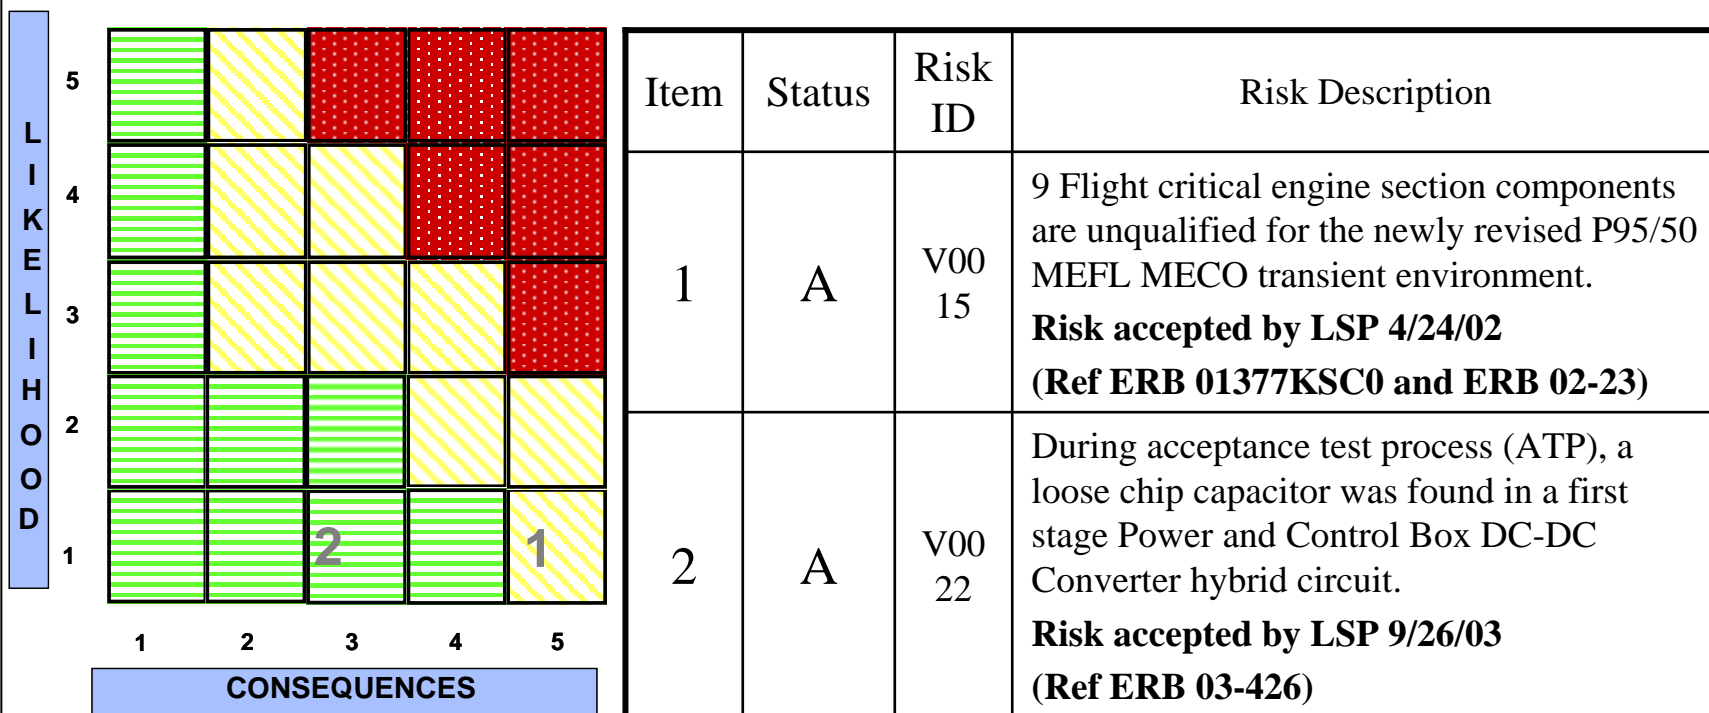 LIKELIHOOD
5
4
3
2
1
2
1
1 2 3 4 5
CONSEQUENCES
Item Status Risk ID Risk Description
1 A V00
15
9 Flight critical engine section components
are unqualified for the newly revised P95/50
MEFL MECO transient environment.
Risk accepted by LSP 4/24/02
(Ref ERB 01377KSC0 and ERB 02-23)
2 A V00
22
During acceptance test process (ATP), a
loose chip capacitor was found in a first
stage Power and Control Box DC-DC
Converter hybrid circuit.
Risk accepted by LSP 9/26/03
(Ref ERB 03-426)